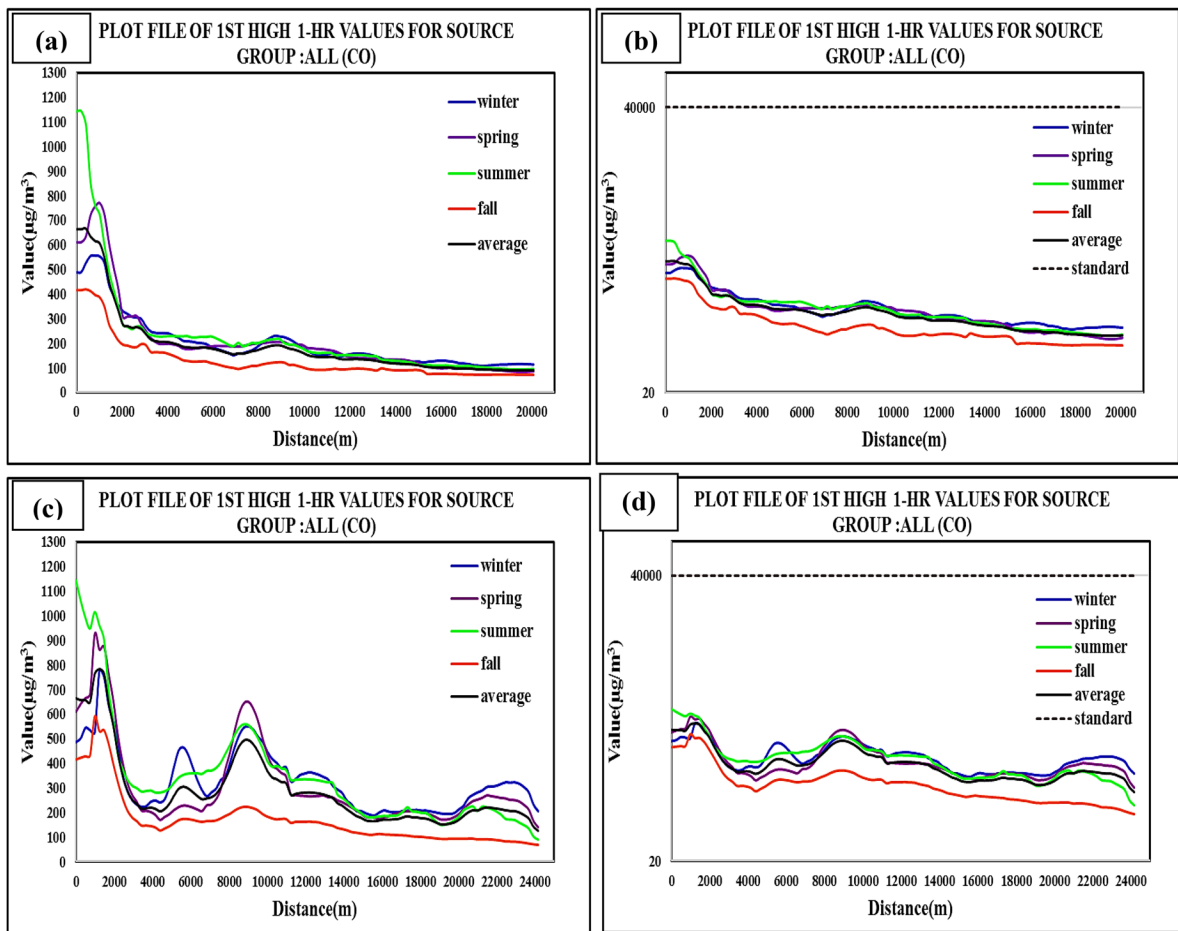 (a)
PLOT FILE OF 1ST HIGH 1-HR VALUES FOR SOURCE
GROUP :ALL (CO)
Value(µg/m³)
1300
1200
1100
1000
900
800
700
600
500
400
300
200
100
0
winter
spring
summer
fall
average
0 2000 4000 6000 8000 10000 12000 14000 16000 18000 20000
Distance(m)
(b)
PLOT FILE OF 1ST HIGH 1-HR VALUES FOR SOURCE
GROUP :ALL (CO)
Value(µg/m³)
40000
20
winter
spring
summer
fall
average
standard
0 2000 4000 6000 8000 10000 12000 14000 16000 18000 20000
Distance(m)
(c)
PLOT FILE OF 1ST HIGH 1-HR VALUES FOR SOURCE
GROUP :ALL (CO)
Value(µg/m³)
1300
1200
1100
1000
900
800
700
600
500
400
300
200
100
0
winter
spring
summer
fall
average
0 2000 4000 6000 8000 10000 12000 14000 16000 18000 20000 22000 24000
Distance(m)
(d)
PLOT FILE OF 1ST HIGH 1-HR VALUES FOR SOURCE
GROUP :ALL (CO)
Value(µg/m³)
40000
20
winter
spring
summer
fall
average
standard
0 2000 4000 6000 8000 10000 12000 14000 16000 18000 20000 22000 24000
Distance(m)